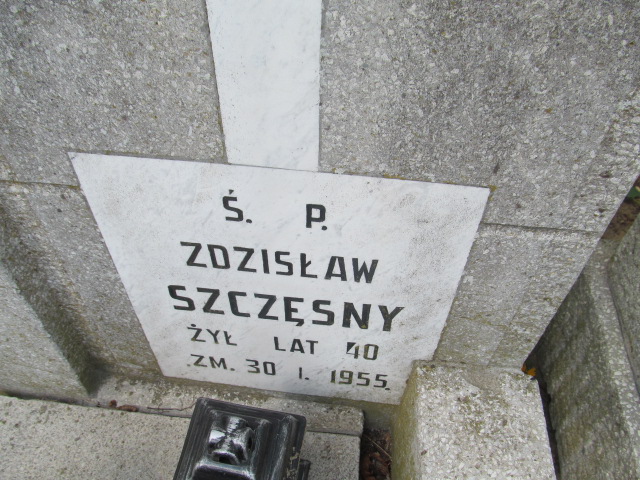 Ś. P.
ZDZISŁAW
SZCZĘSNY
ŻYŁ LAT 40
ZM. 30 I. 1955.